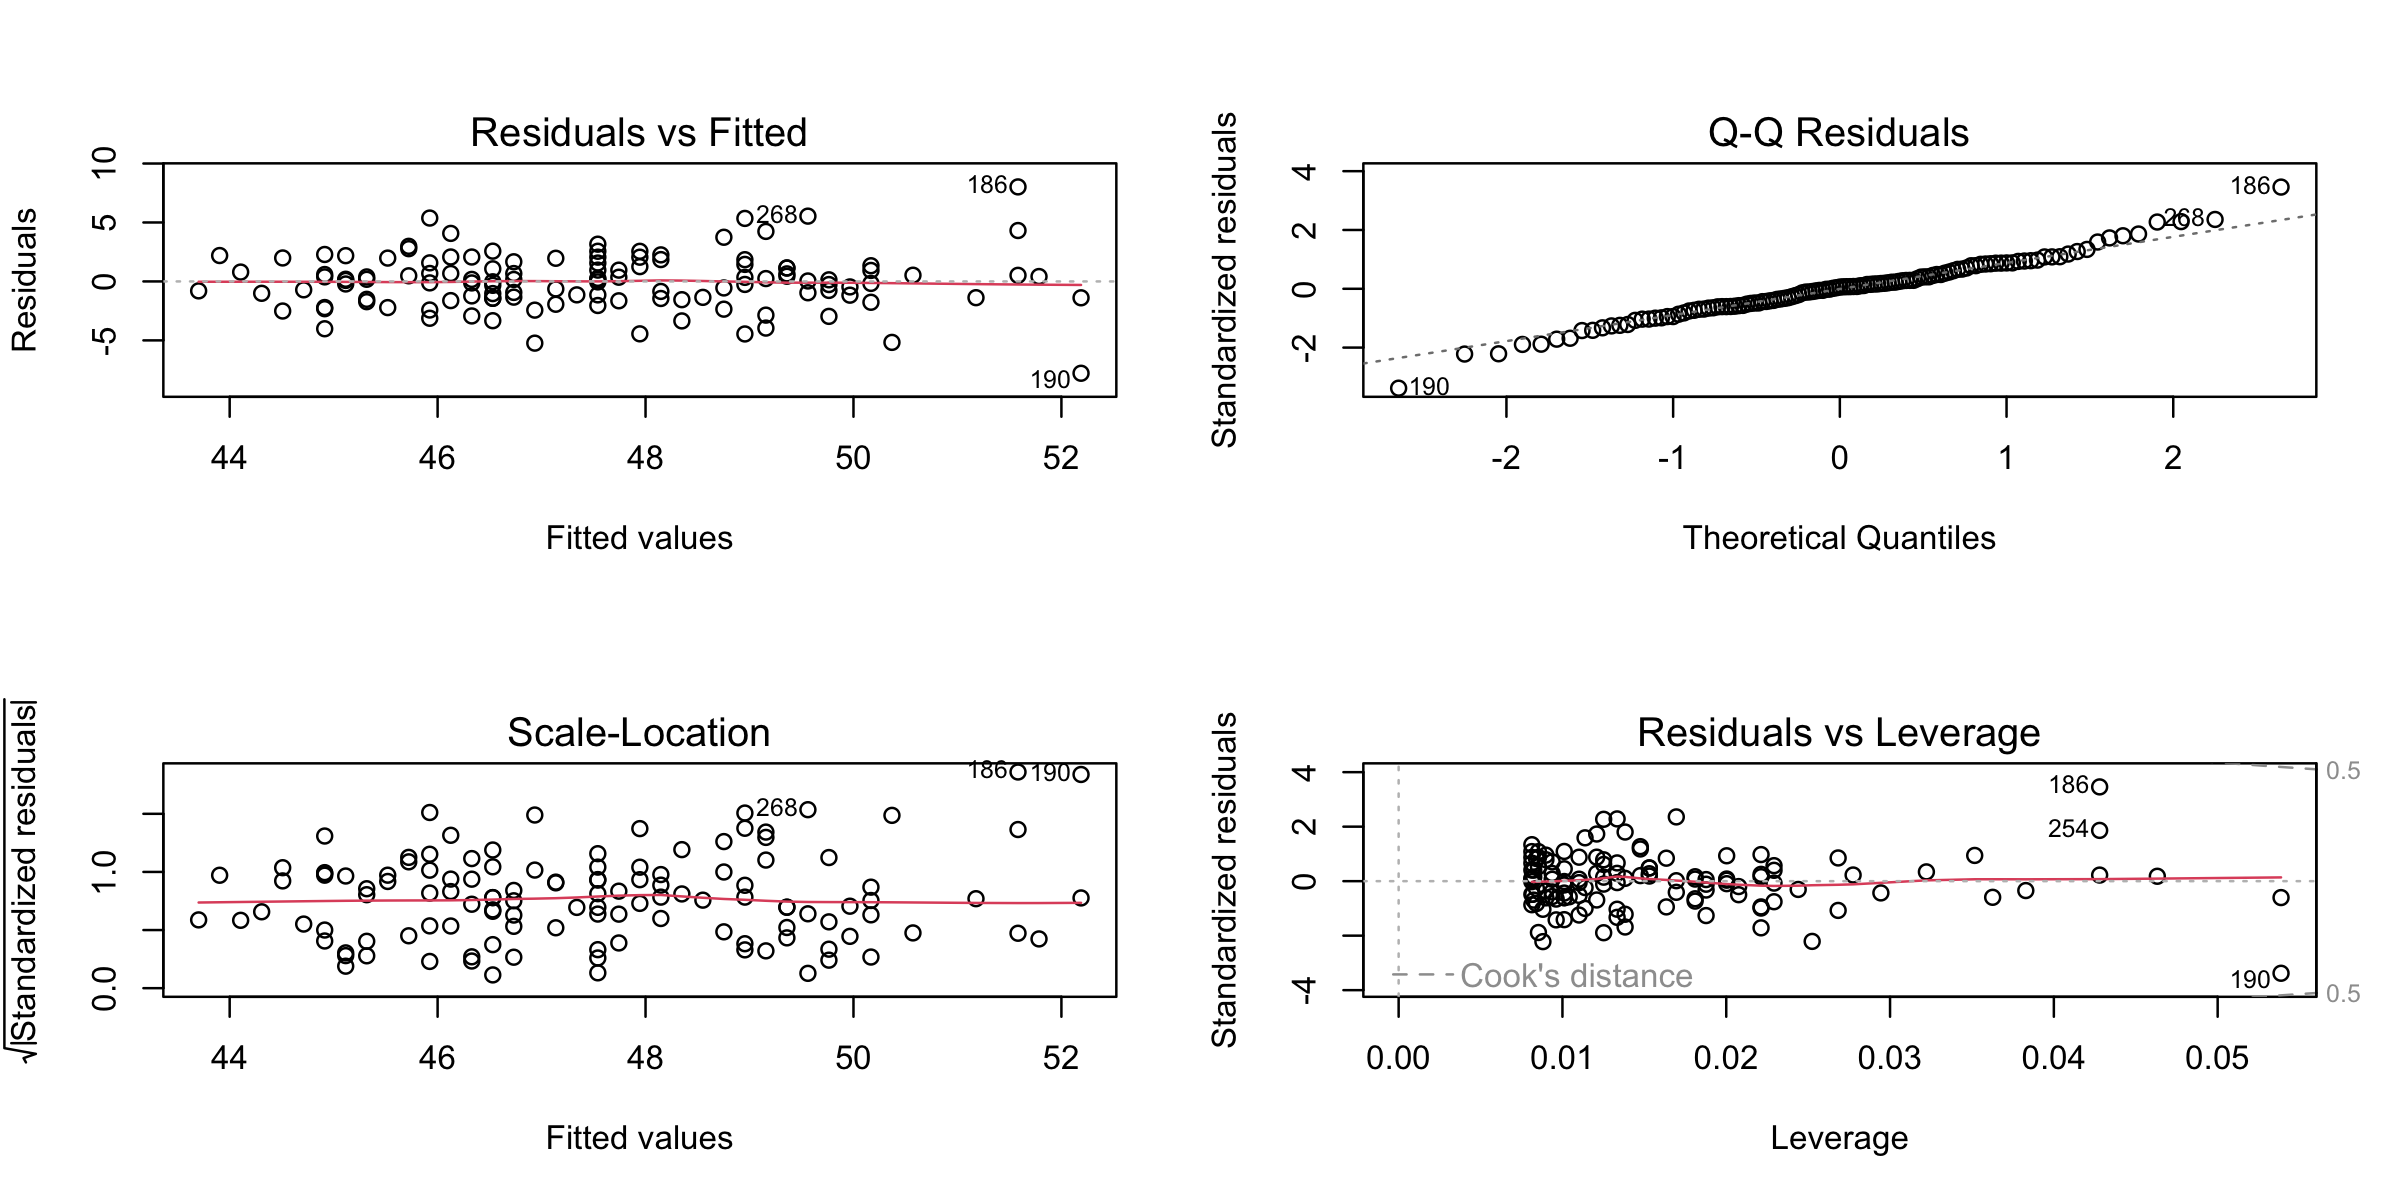 Residuals vs Fitted
Residuals
10
5
0
-5
186
268
190
44 46 48 50 52
Fitted values
Q-Q Residuals
Standardized residuals
4
2
0
-2
186
268
190
-2 -1 0 1 2
Theoretical Quantiles
Scale-Location
√|Standardized residuals|
1.0
0.0
186 190
268
44 46 48 50 52
Fitted values
Residuals vs Leverage
Standardized residuals
4
2
0
-4
0.5
186
254
Cook's distance
190
0.5
0.00 0.01 0.02 0.03 0.04 0.05
Leverage